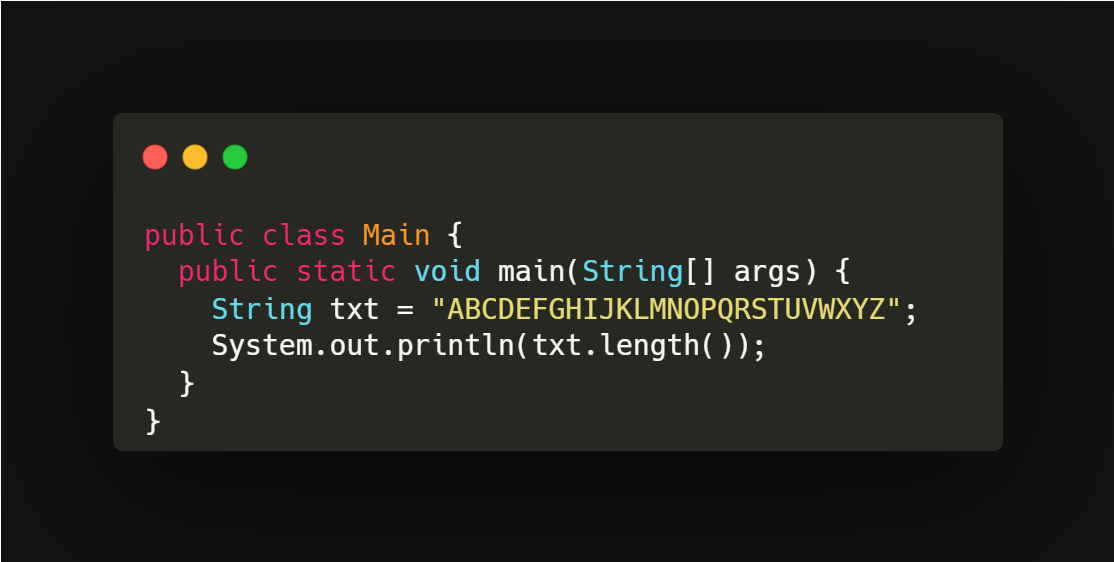 public class Main {
  public static void main(String[] args) {
    String txt = "ABCDEFGHIJKLMNOPQRSTUVWXYZ";
    System.out.println(txt.length());
  }
}